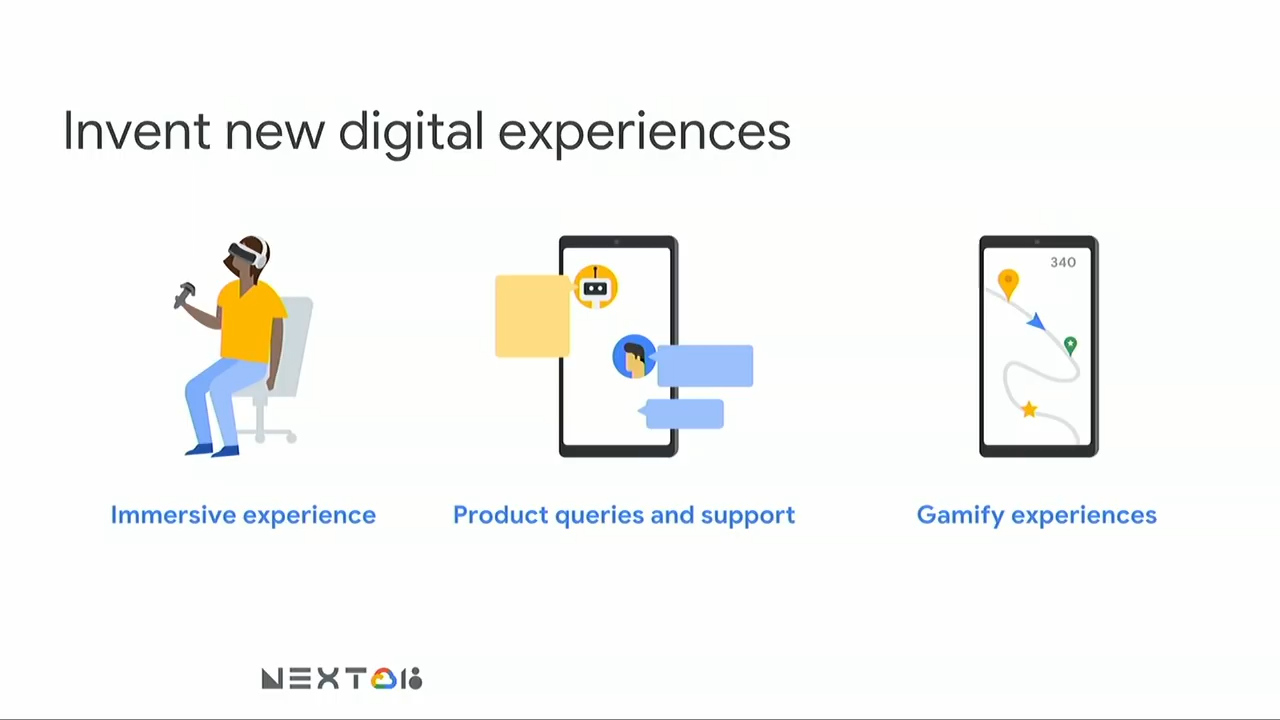 Invent new digital experiences
340
Immersive experience
Product queries and support
Gamify experiences
NEXT 18